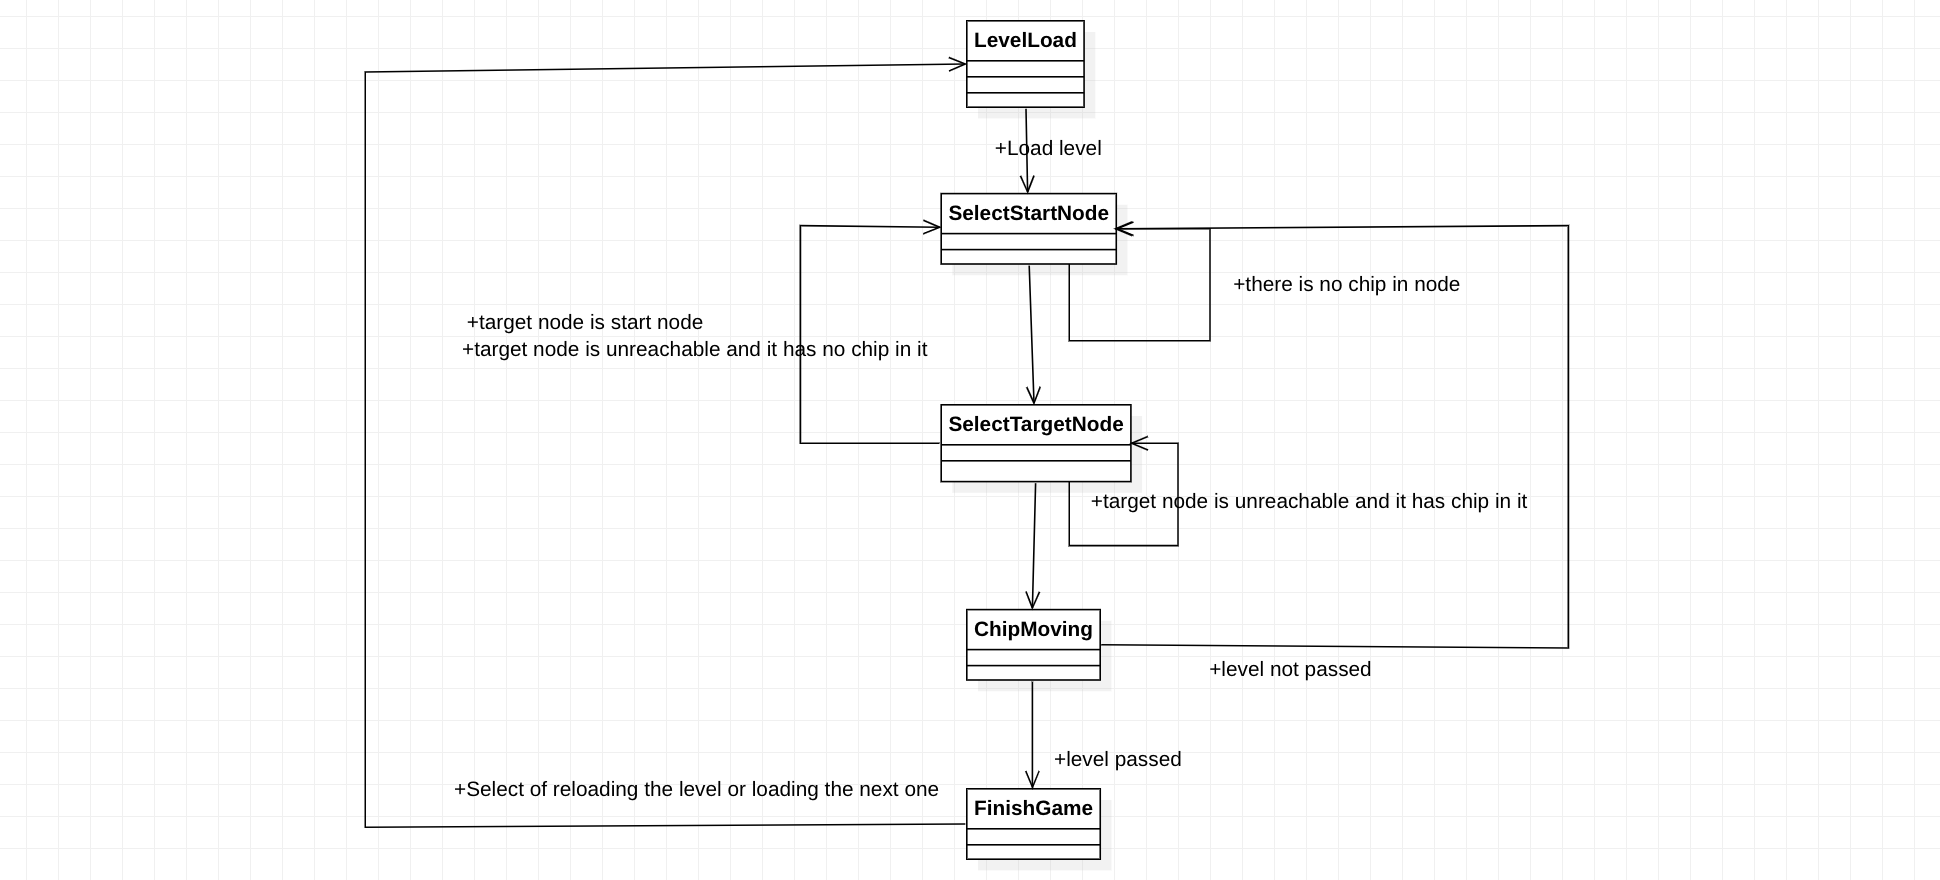 LevelLoad
+Load level
SelectStartNode
+there is no chip in node
+target node is start node
+target node is unreachable and it has no chip in it
SelectTargetNode
+target node is unreachable and it has chip in it
ChipMoving
+level not passed
+level passed
+Select of reloading the level or loading the next one
FinishGame